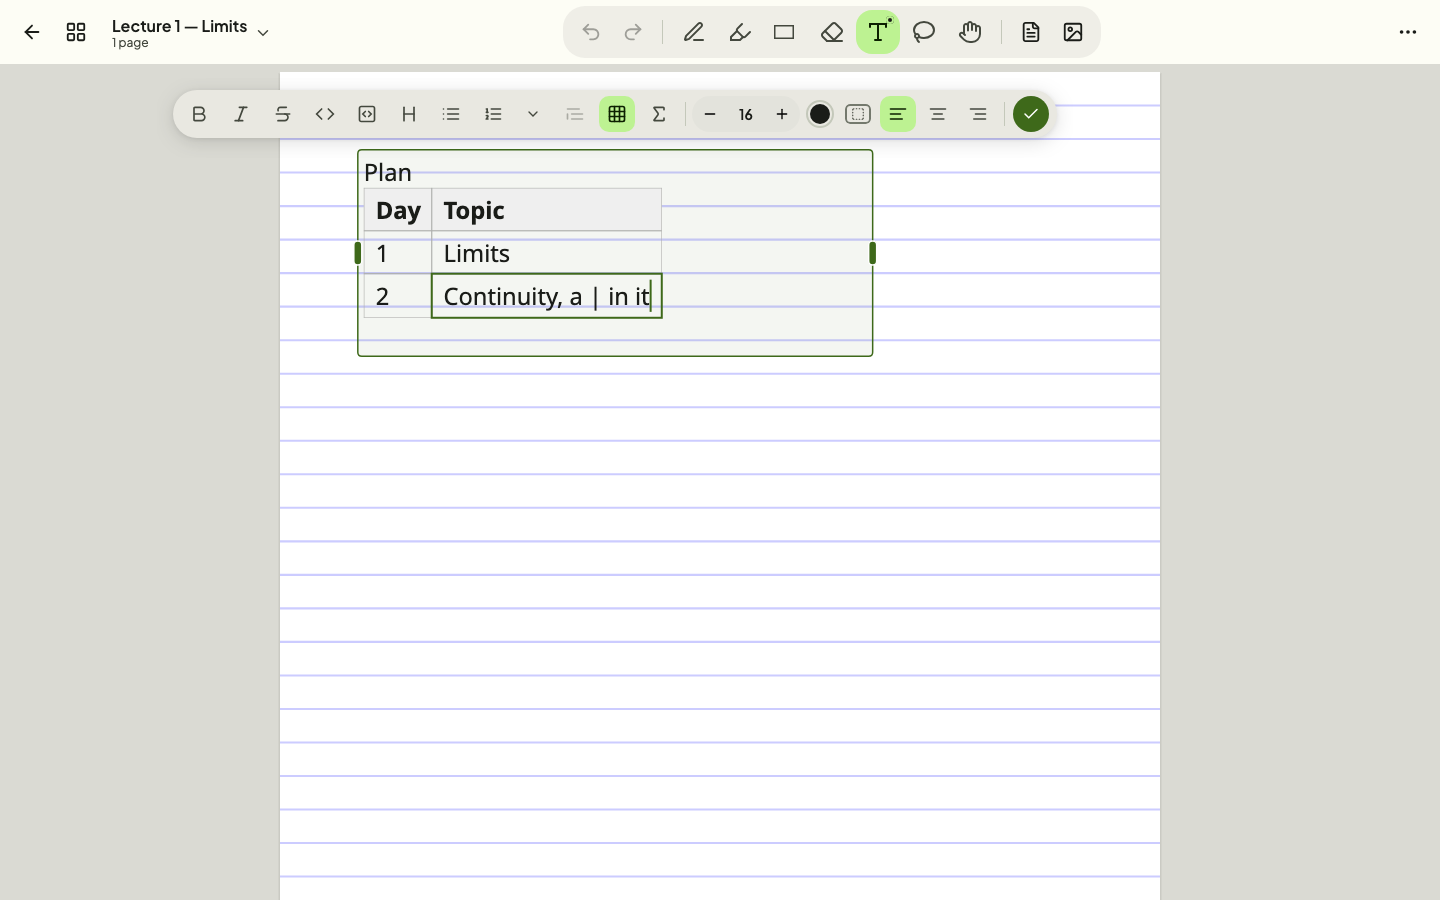 Lecture 1 — Limits
1 page
16
Plan
Day Topic
1 Limits
2 Continuity, a | in it